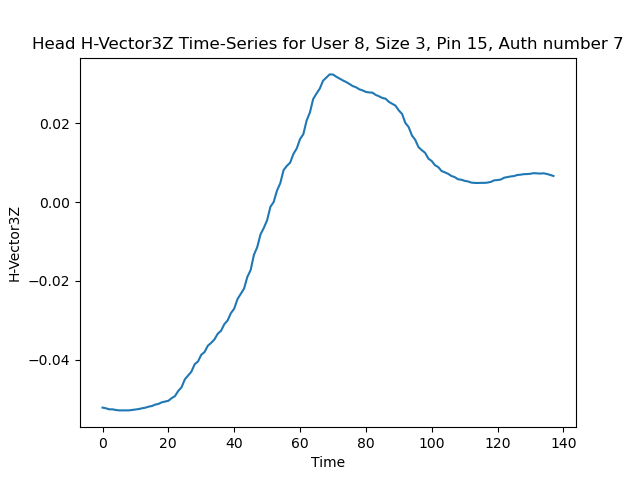 Head H-Vector3Z Time-Series for User 8, Size 3, Pin 15, Auth number 7
H-Vector3Z
0.02
0.00
−0.02
−0.04
0 20 40 60 80 100 120 140
Time